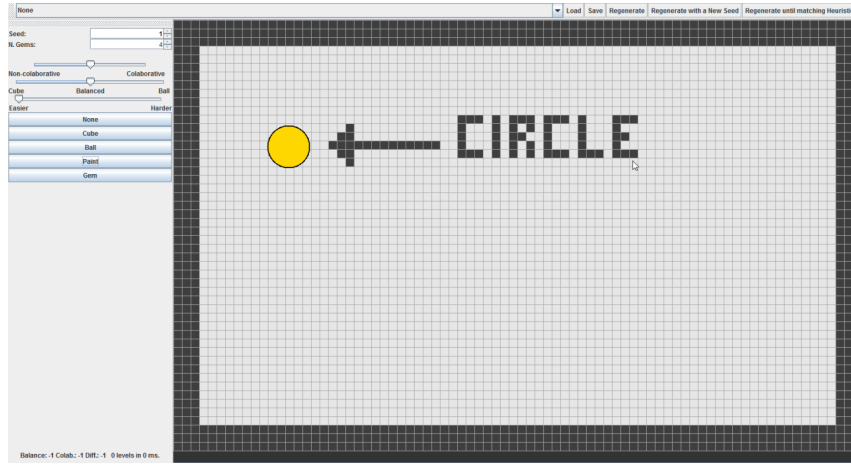 None Load Save Regenerate Regenerate with a New Seed Regenerate until matching Heuristi
Seed: 1
N. Gems: 4
Non-colaborative Colaborative
Cube Balanced Ball
Easier Harder
None
Cube
Ball
Paint
Gem
CIRCLE
Balance: -1 Colab.: -1 Diff.: -1 0 levels in 0 ms.